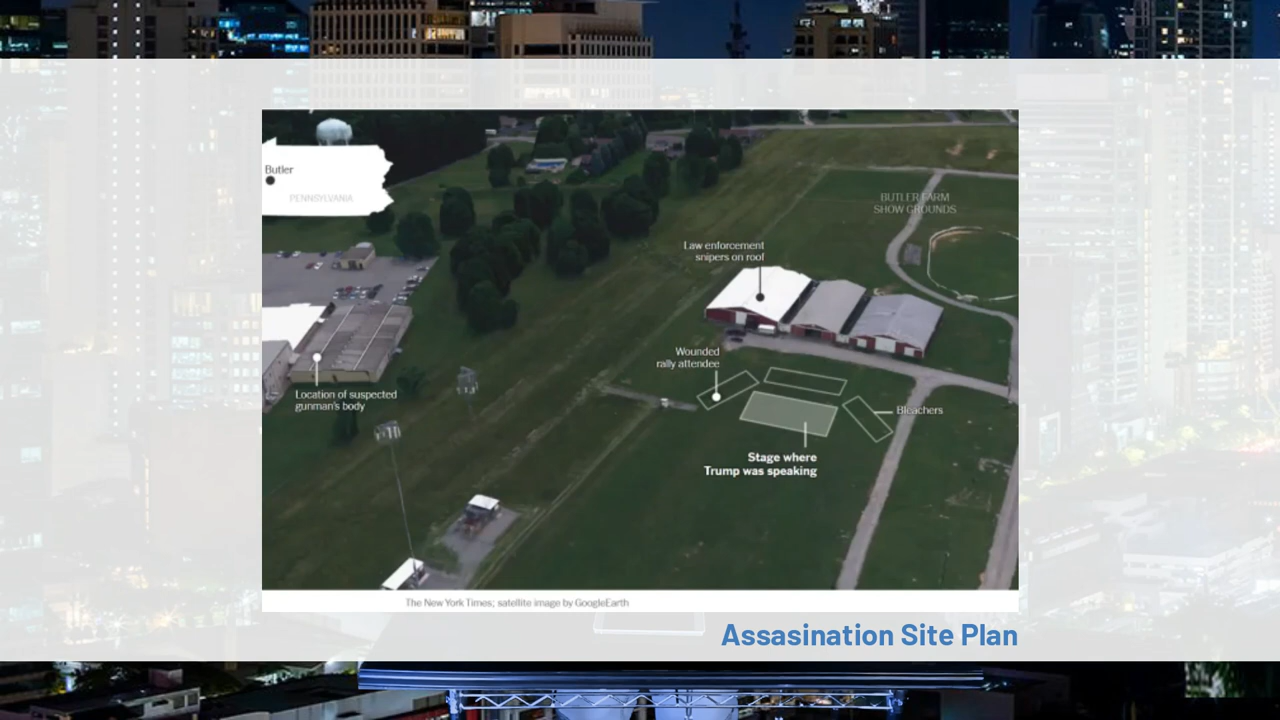 Butler
PENNSYLVANIA
BUTLER FARM
SHOW GROUNDS
Law enforcement
snipers on roof
Wounded
rally attendee
Location of suspected
gunman's body
Bleachers
Stage where
Trump was speaking
The New York Times; satellite image by GoogleEarth
Assasination Site Plan